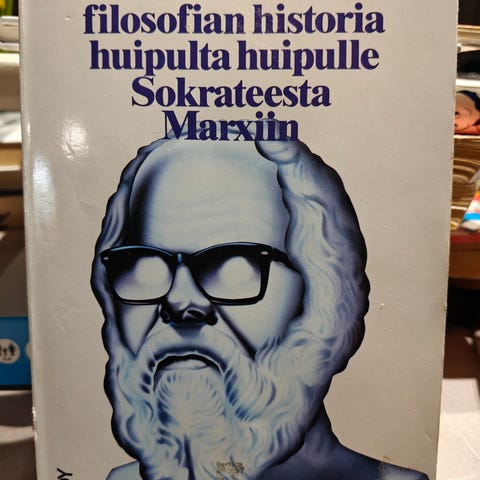 filosofian historia
huipulta huipulle
Sokrateesta
Marxiin